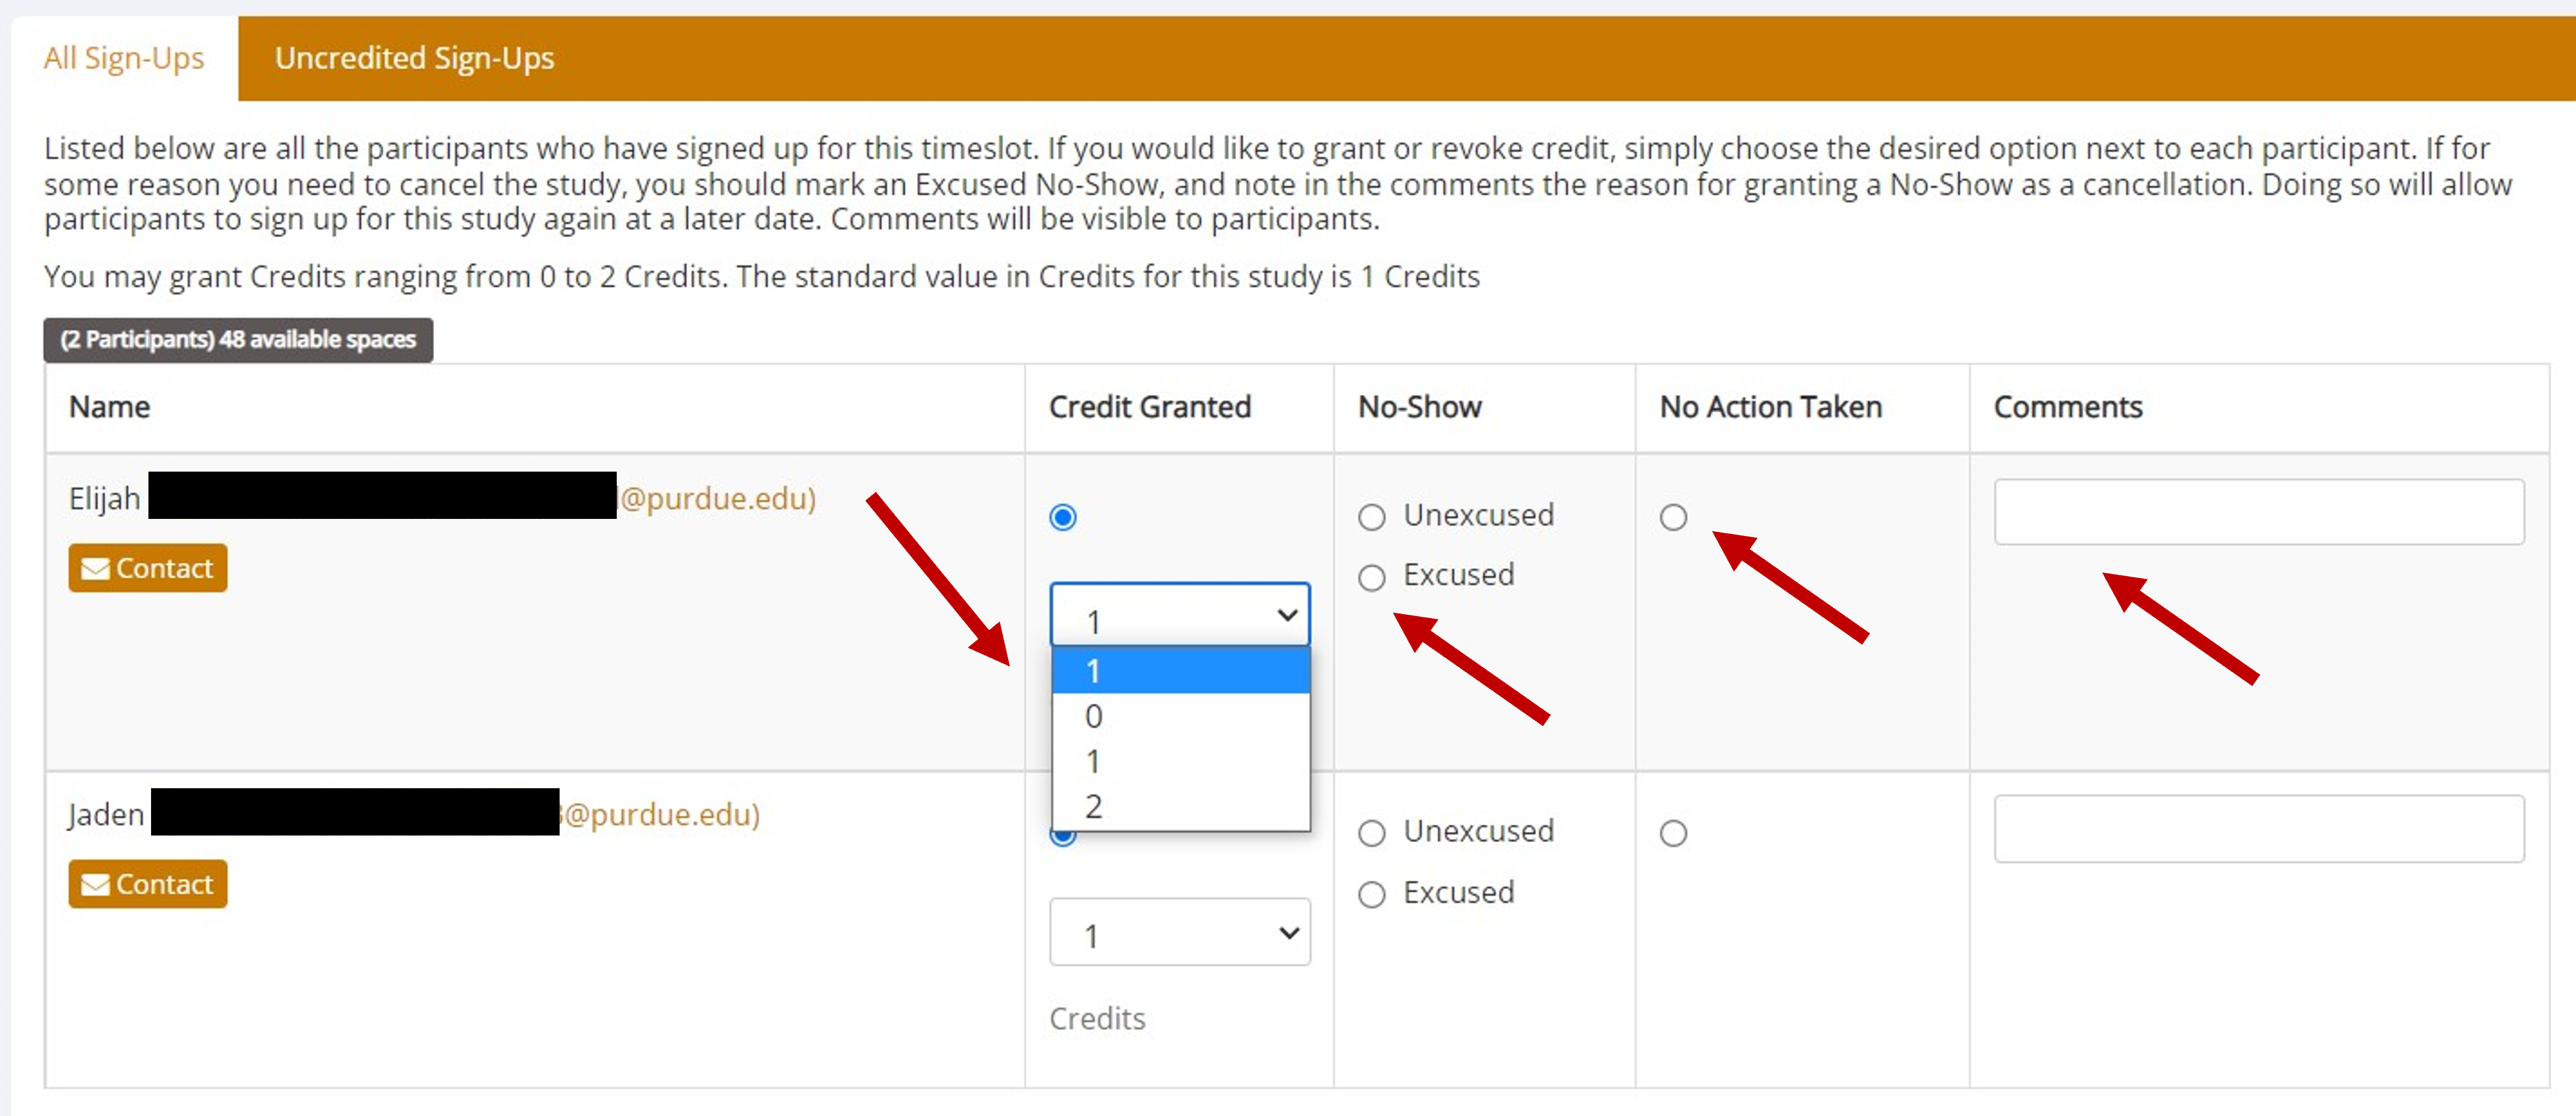 All Sign-Ups Uncredited Sign-Ups
Listed below are all the participants who have signed up for this timeslot. If you would like to grant or revoke credit, simply choose the desired option next to each participant. If for
some reason you need to cancel the study, you should mark an Excused No-Show, and note in the comments the reason for granting a No-Show as a cancellation. Doing so will allow
participants to sign up for this study again at a later date. Comments will be visible to participants.
You may grant Credits ranging from 0 to 2 Credits. The standard value in Credits for this study is 1 Credits
(2 Participants) 48 available spaces
Name Credit Granted No-Show No Action Taken Comments
Elijah @purdue.edu) Unexcused
Contact Excused
1
1
0
1
2
Jaden @purdue.edu) Unexcused
Contact Excused
1
Credits